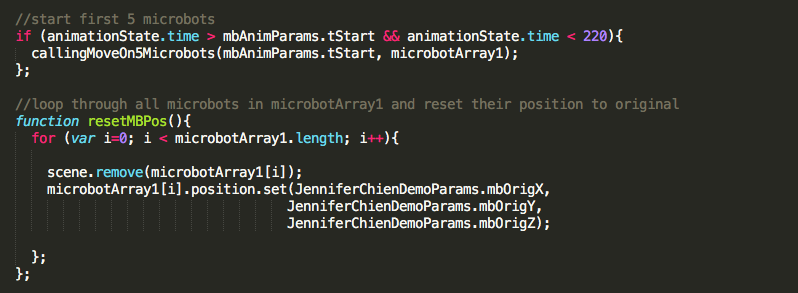 //start first 5 microbots
if (animationState.time > mbAnimParams.tStart && animationState.time < 220){
callingMoveOn5Microbots(mbAnimParams.tStart, microbotArray1);
};
//loop through all microbots in microbotArray1 and reset their position to original
function resetMBPos(){
for (var i=0; i < microbotArray1.length; i++){
scene.remove(microbotArray1[i]);
microbotArray1[i].position.set(JenniferChienDemoParams.mbOrigX,
JenniferChienDemoParams.mbOrigY,
JenniferChienDemoParams.mbOrigZ);
};
};